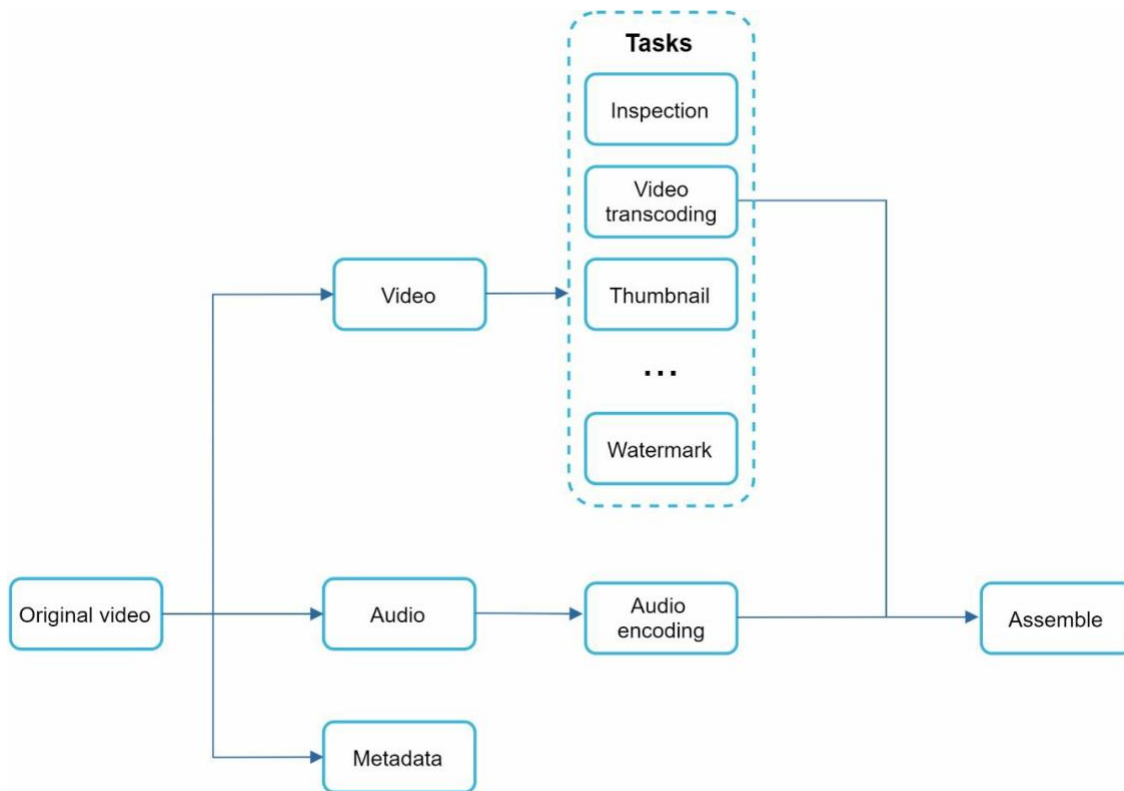 Tasks
Inspection
Video
transcoding
Video
Thumbnail
...
Watermark
Original video
Audio
Audio
encoding
Assemble
Metadata